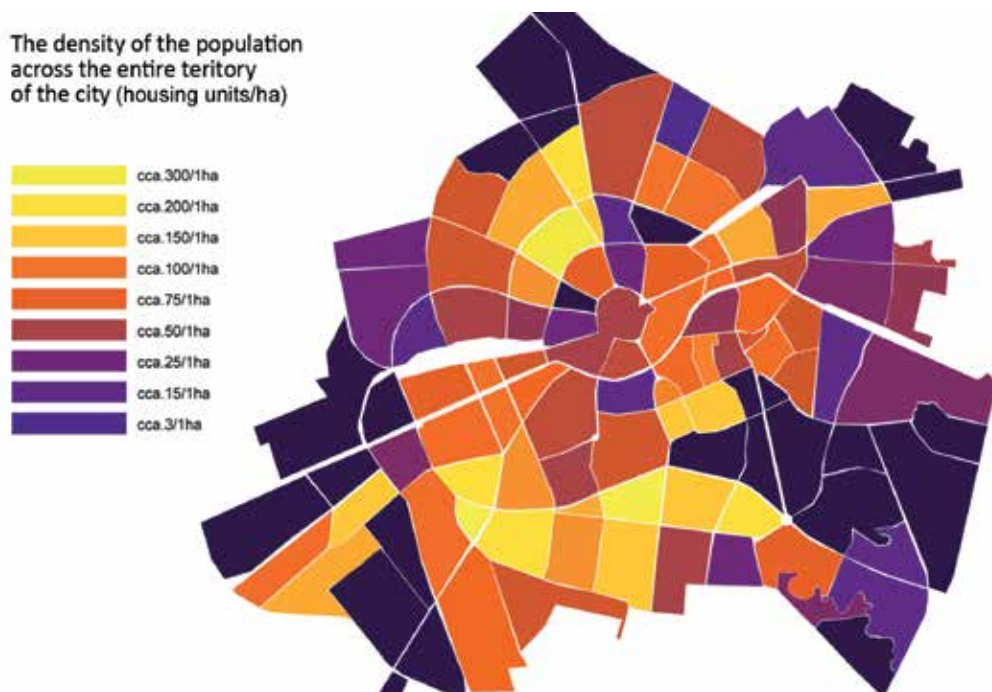 The density of the population
across the entire teritory
of the city (housing units/ha)
cca.300/1ha
cca.200/1ha
cca.150/1ha
cca.100/1ha
cca.75/1ha
cca.50/1ha
cca.25/1ha
cca.15/1ha
cca.3/1ha